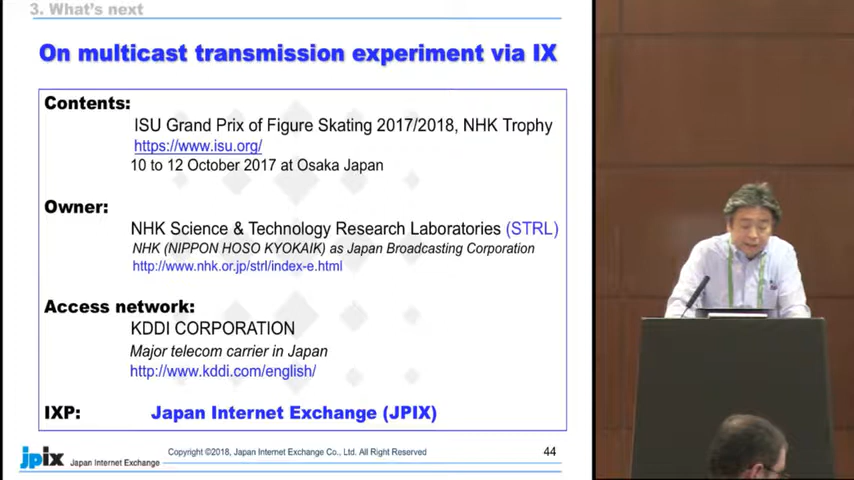 3. What's next
On multicast transmission experiment via IX
Contents:
ISU Grand Prix of Figure Skating 2017/2018, NHK Trophy
https://www.isu.org/
10 to 12 October 2017 at Osaka Japan
Owner:
NHK Science & Technology Research Laboratories (STRL)
NHK (NIPPON HOSO KYOKAIK) as Japan Broadcasting Corporation
http://www.nhk.or.jp/strl/index-e.html
Access network:
KDDI CORPORATION
Major telecom carrier in Japan
http://www.kddi.com/english/
IXP: Japan Internet Exchange (JPIX)
jpix Japan Internet Exchange Copyright ©2018, Japan Internet Exchange Co., Ltd. All Right Reserved 44